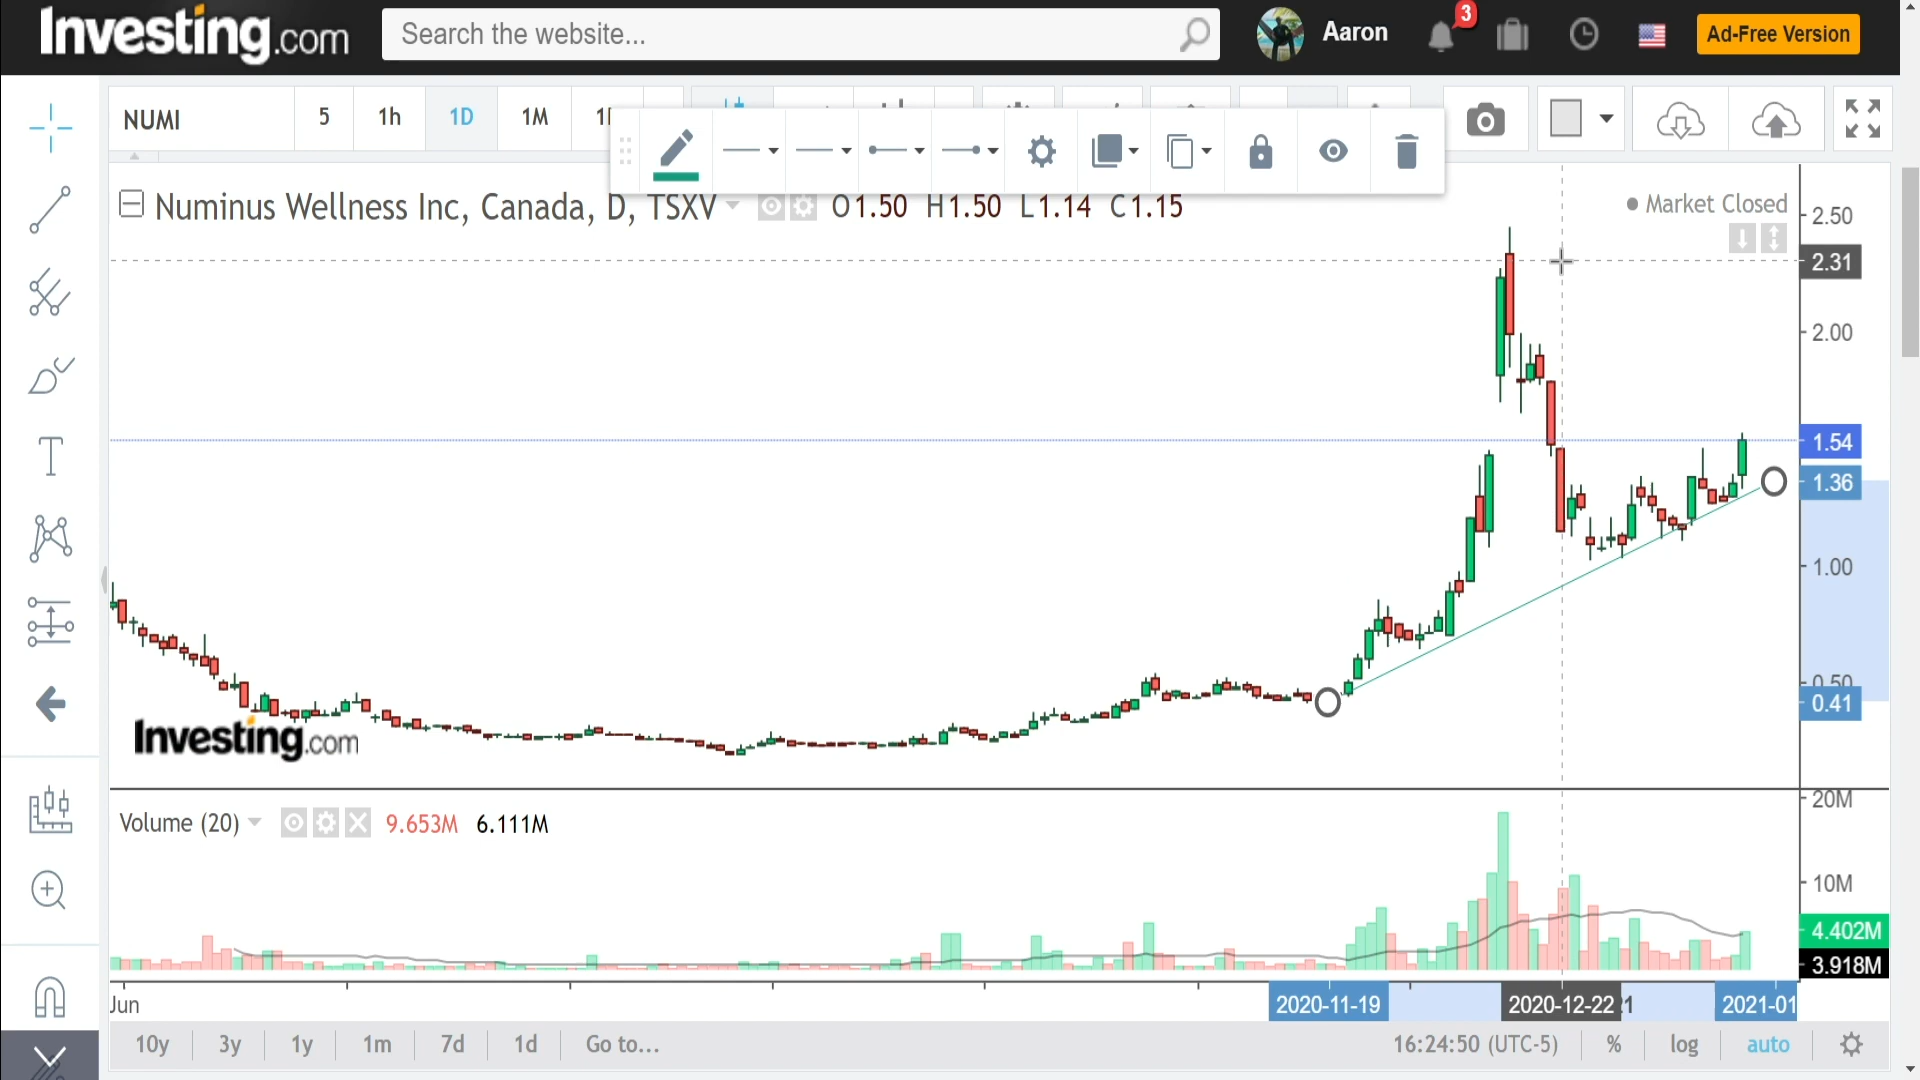 Investing.com
Search the website...
Aaron
3
Ad-Free Version
NUMI
5
1h
1D
1M
Numinus Wellness Inc, Canada, D, TSXV
O1.50 H1.50 L1.14 C1.15
Market Closed
2.50
2.31
2.00
1.54
1.36
1.00
0.50
0.41
Investing.com
Volume (20)
9.653M 6.111M
20M
10M
4.402M
3.918M
Jun
2020-11-19
2020-12-22
2021-01
10y
3y
1y
1m
7d
1d
Go to...
16:24:50 (UTC-5)
%
log
auto